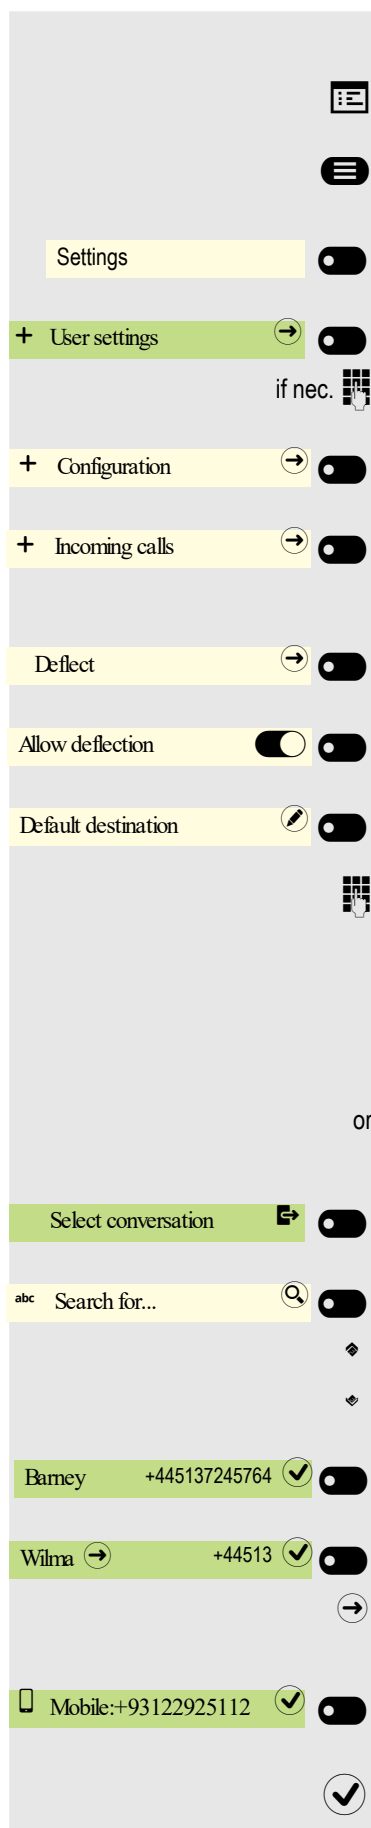 Settings
User settings
if nec.
Configuration
Incoming calls
Deflect
Allow deflection
Default destination
or
Select conversation
abc Search for...
Barney +445137245764
Wilma +44513
Mobile:+93122925112